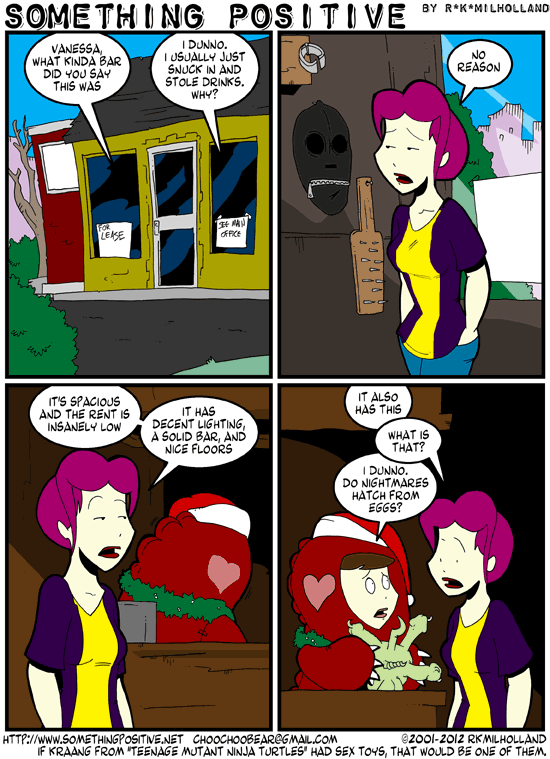 SOMETHING POSITIVE
BY R*K*MILHOLLAND
VANESSA,
WHAT KINDA BAR
DID YOU SAY
THIS WAS
I DUNNO.
I USUALLY JUST
SNUCK IN AND
STOLE DRINKS.
WHY?
FOR
LEASE
SEE MAIN
OFFICE
NO
REASON
IT'S SPACIOUS
AND THE RENT IS
INSANELY LOW
IT HAS
DECENT LIGHTING,
A SOLID BAR, AND
NICE FLOORS
IT ALSO
HAS THIS
WHAT IS
THAT?
I DUNNO.
DO NIGHTMARES
HATCH FROM
EGGS?
HTTP://WWW.SOMETHINGPOSITIVE.NET CHOOCHOOBEAR@GMAIL.COM ©2001-2012 RKMILHOLLAND
IF KRAANG FROM "TEENAGE MUTANT NINJA TURTLES" HAD SEX TOYS, THAT WOULD BE ONE OF THEM.